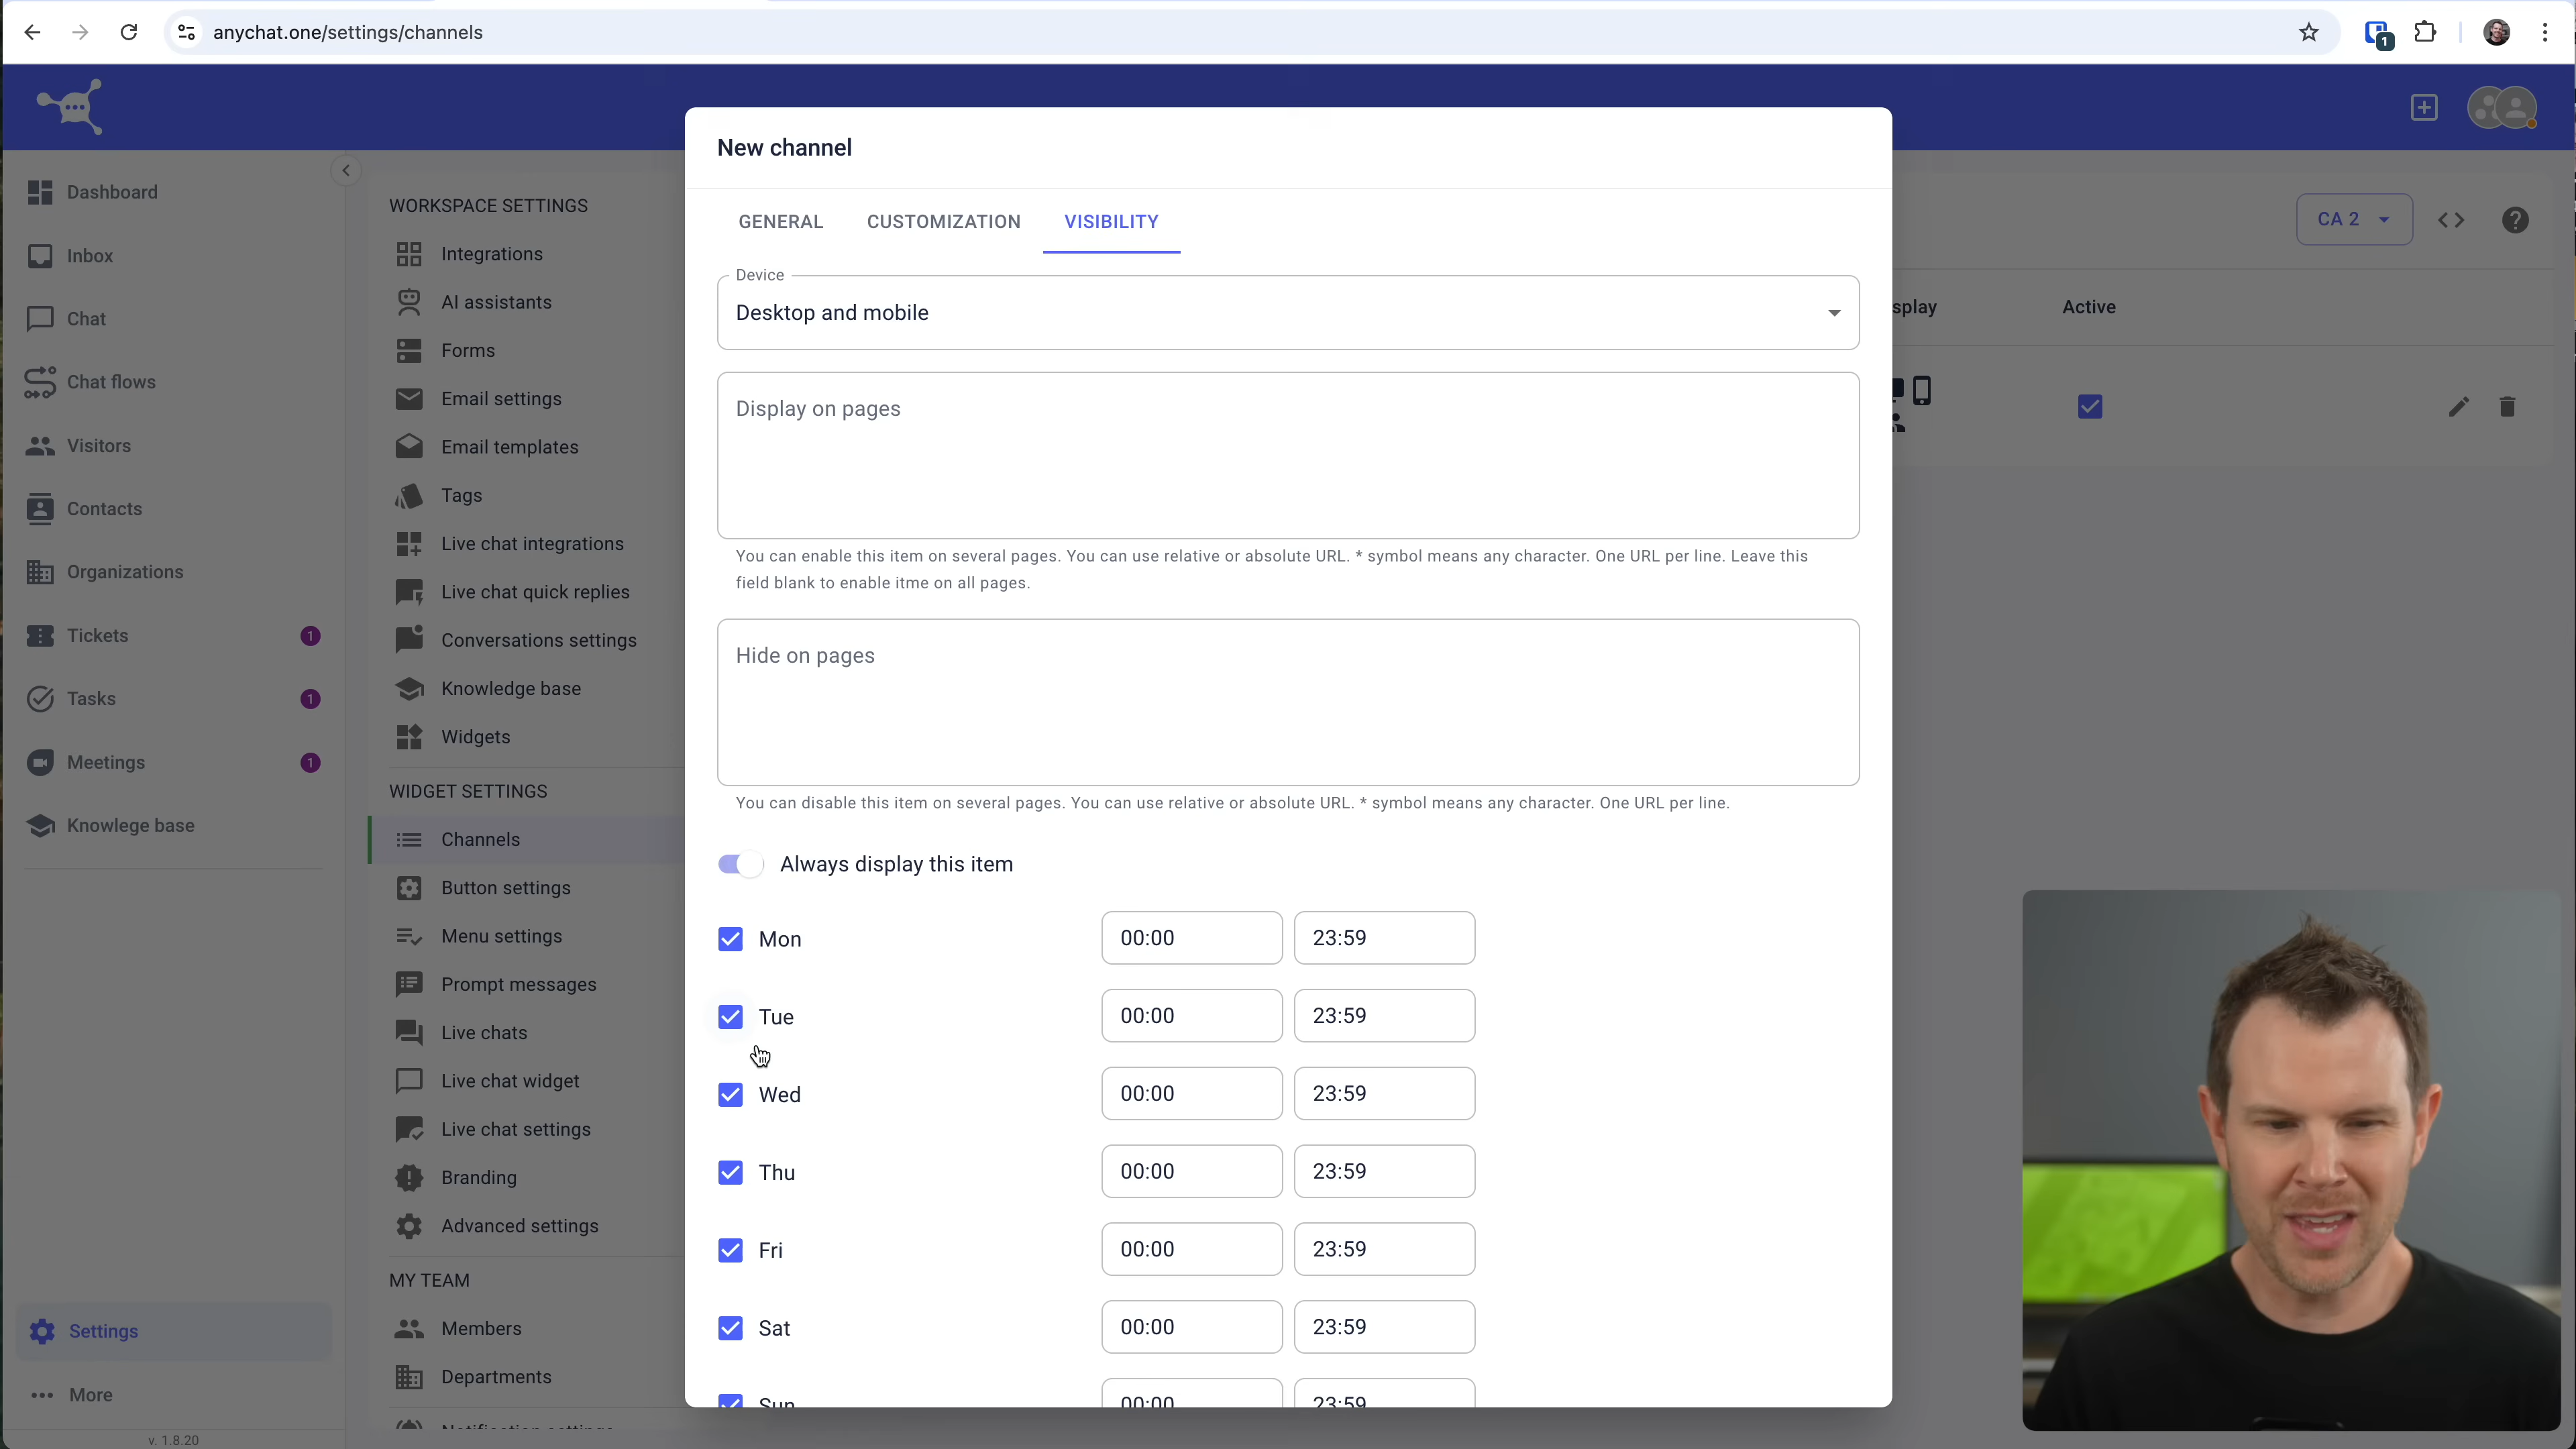 anychat.one/settings/channels
1
New channel
Dashboard
Inbox
Chat
Chat flows
Visitors
Contacts
Organizations
Tickets 1
Tasks 1
Meetings 1
Knowlege base
Settings
More
v. 1.8.20
WORKSPACE SETTINGS
Integrations
AI assistants
Forms
Email settings
Email templates
Tags
Live chat integrations
Live chat quick replies
Conversations settings
Knowledge base
Widgets
WIDGET SETTINGS
Channels
Button settings
Menu settings
Prompt messages
Live chats
Live chat widget
Live chat settings
Branding
Advanced settings
MY TEAM
Members
Departments
GENERAL CUSTOMIZATION VISIBILITY
Device
Desktop and mobile
Display on pages
You can enable this item on several pages. You can use relative or absolute URL. * symbol means any character. One URL per line. Leave this
field blank to enable itme on all pages.
Hide on pages
You can disable this item on several pages. You can use relative or absolute URL. * symbol means any character. One URL per line.
Always display this item
Mon 00:00 23:59
Tue 00:00 23:59
Wed 00:00 23:59
Thu 00:00 23:59
Fri 00:00 23:59
Sat 00:00 23:59
Sun 00:00 23:59
CA 2
splay Active